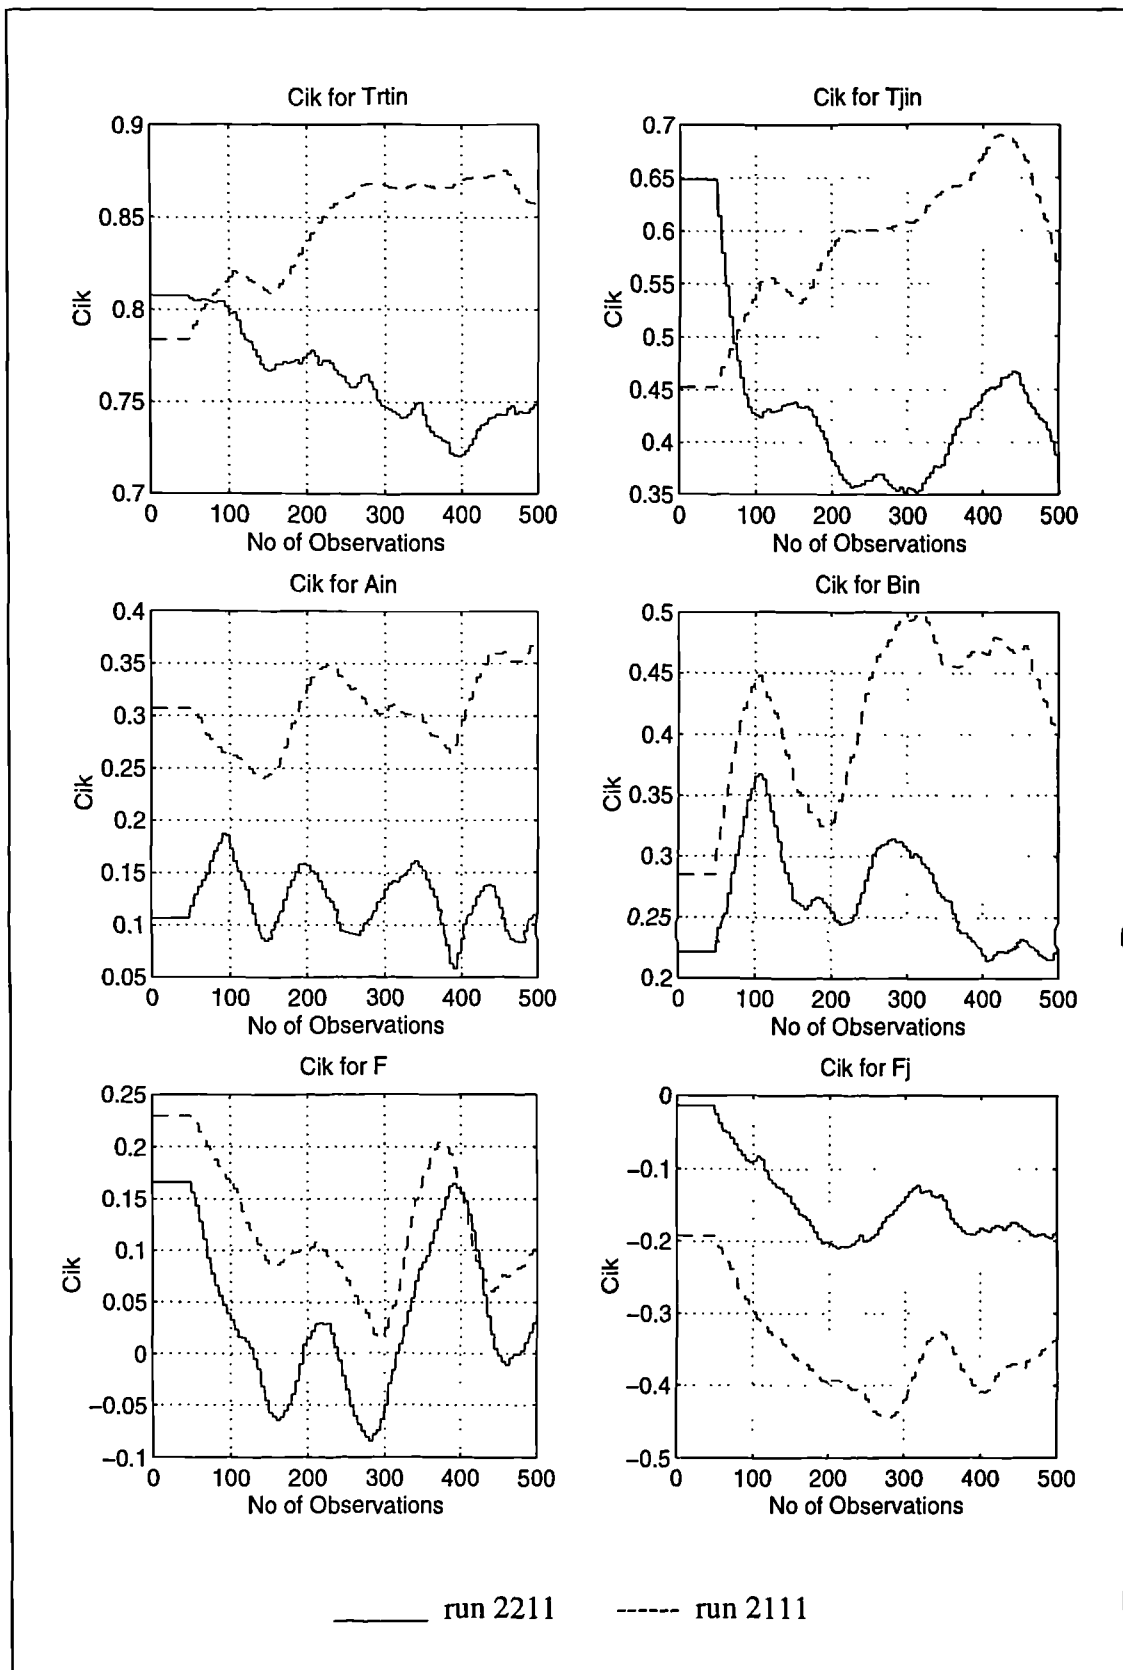 Cik for Trtin
0.9
0.85
0.8
0.75
0.7
Cik
0 100 200 300 400 500
No of Observations
Cik for Tjin
0.7
0.65
0.6
0.55
0.5
0.45
0.4
0.35
Cik
0 100 200 300 400 500
No of Observations
Cik for Ain
0.4
0.35
0.3
0.25
0.2
0.15
0.1
0.05
Cik
0 100 200 300 400 500
No of Observations
Cik for Bin
0.5
0.45
0.4
0.35
0.3
0.25
0.2
Cik
0 100 200 300 400 500
No of Observations
Cik for F
0.25
0.2
0.15
0.1
0.05
0
−0.05
−0.1
Cik
0 100 200 300 400 500
No of Observations
Cik for Fj
0
−0.1
−0.2
−0.3
−0.4
−0.5
Cik
0 100 200 300 400 500
No of Observations
run 2211 run 2111